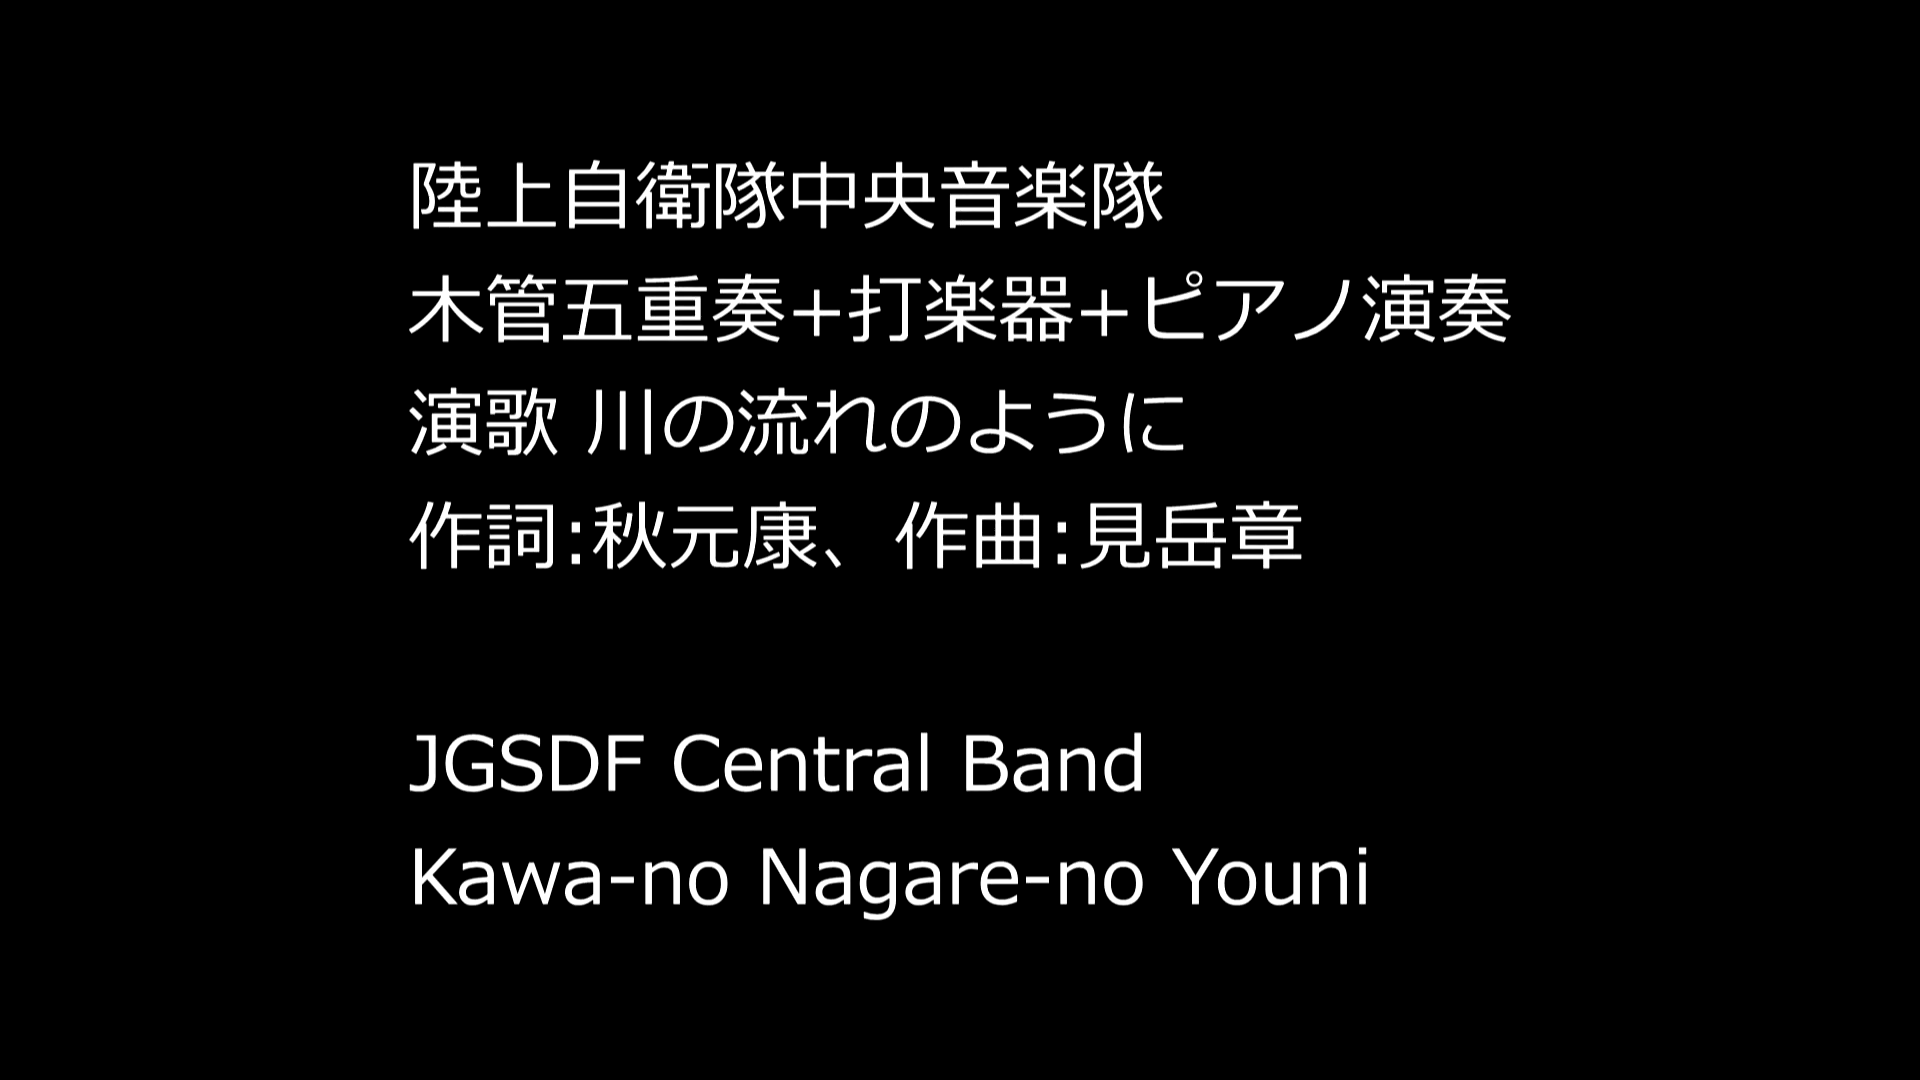 陸上自衛隊中央音楽隊
木管五重奏+打楽器+ピアノ演奏
演歌 川の流れのように
作詞:秋元康、作曲:見岳章
JGSDF Central Band
Kawa-no Nagare-no Youni